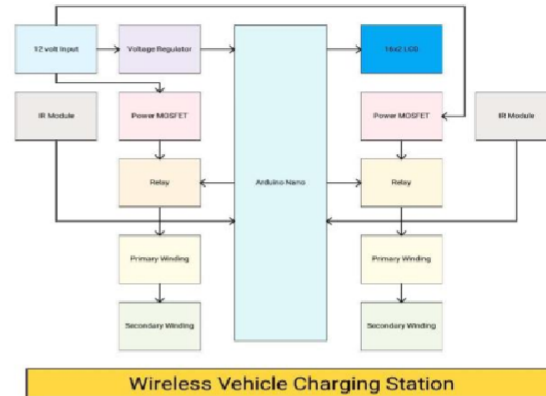 12 volt Input
Voltage Regulator
16x2 LCD
IR Module
Power MOSFET
Power MOSFET
IR Module
Relay
Arduino Nano
Relay
Primary Winding
Primary Winding
Secondary Winding
Secondary Winding
Wireless Vehicle Charging Station